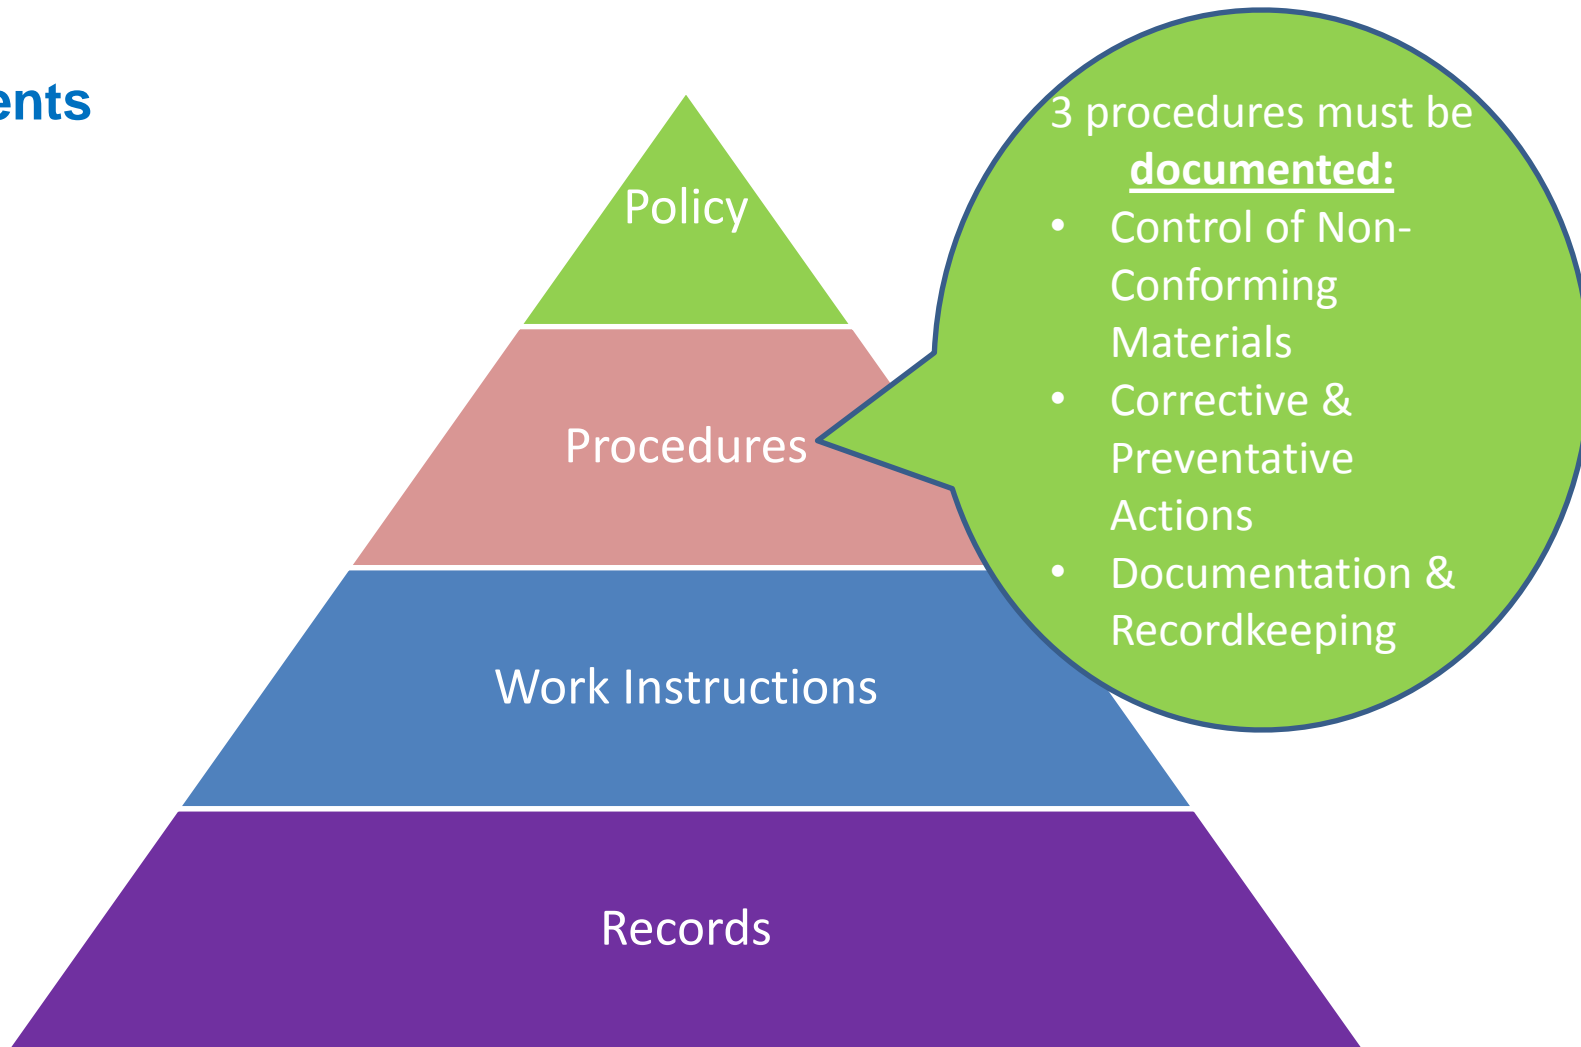 ents
Policy
Procedures
Work Instructions
Records
3 procedures must be
documented:
• Control of Non-
Conforming
Materials
• Corrective &
Preventative
Actions
• Documentation &
Recordkeeping